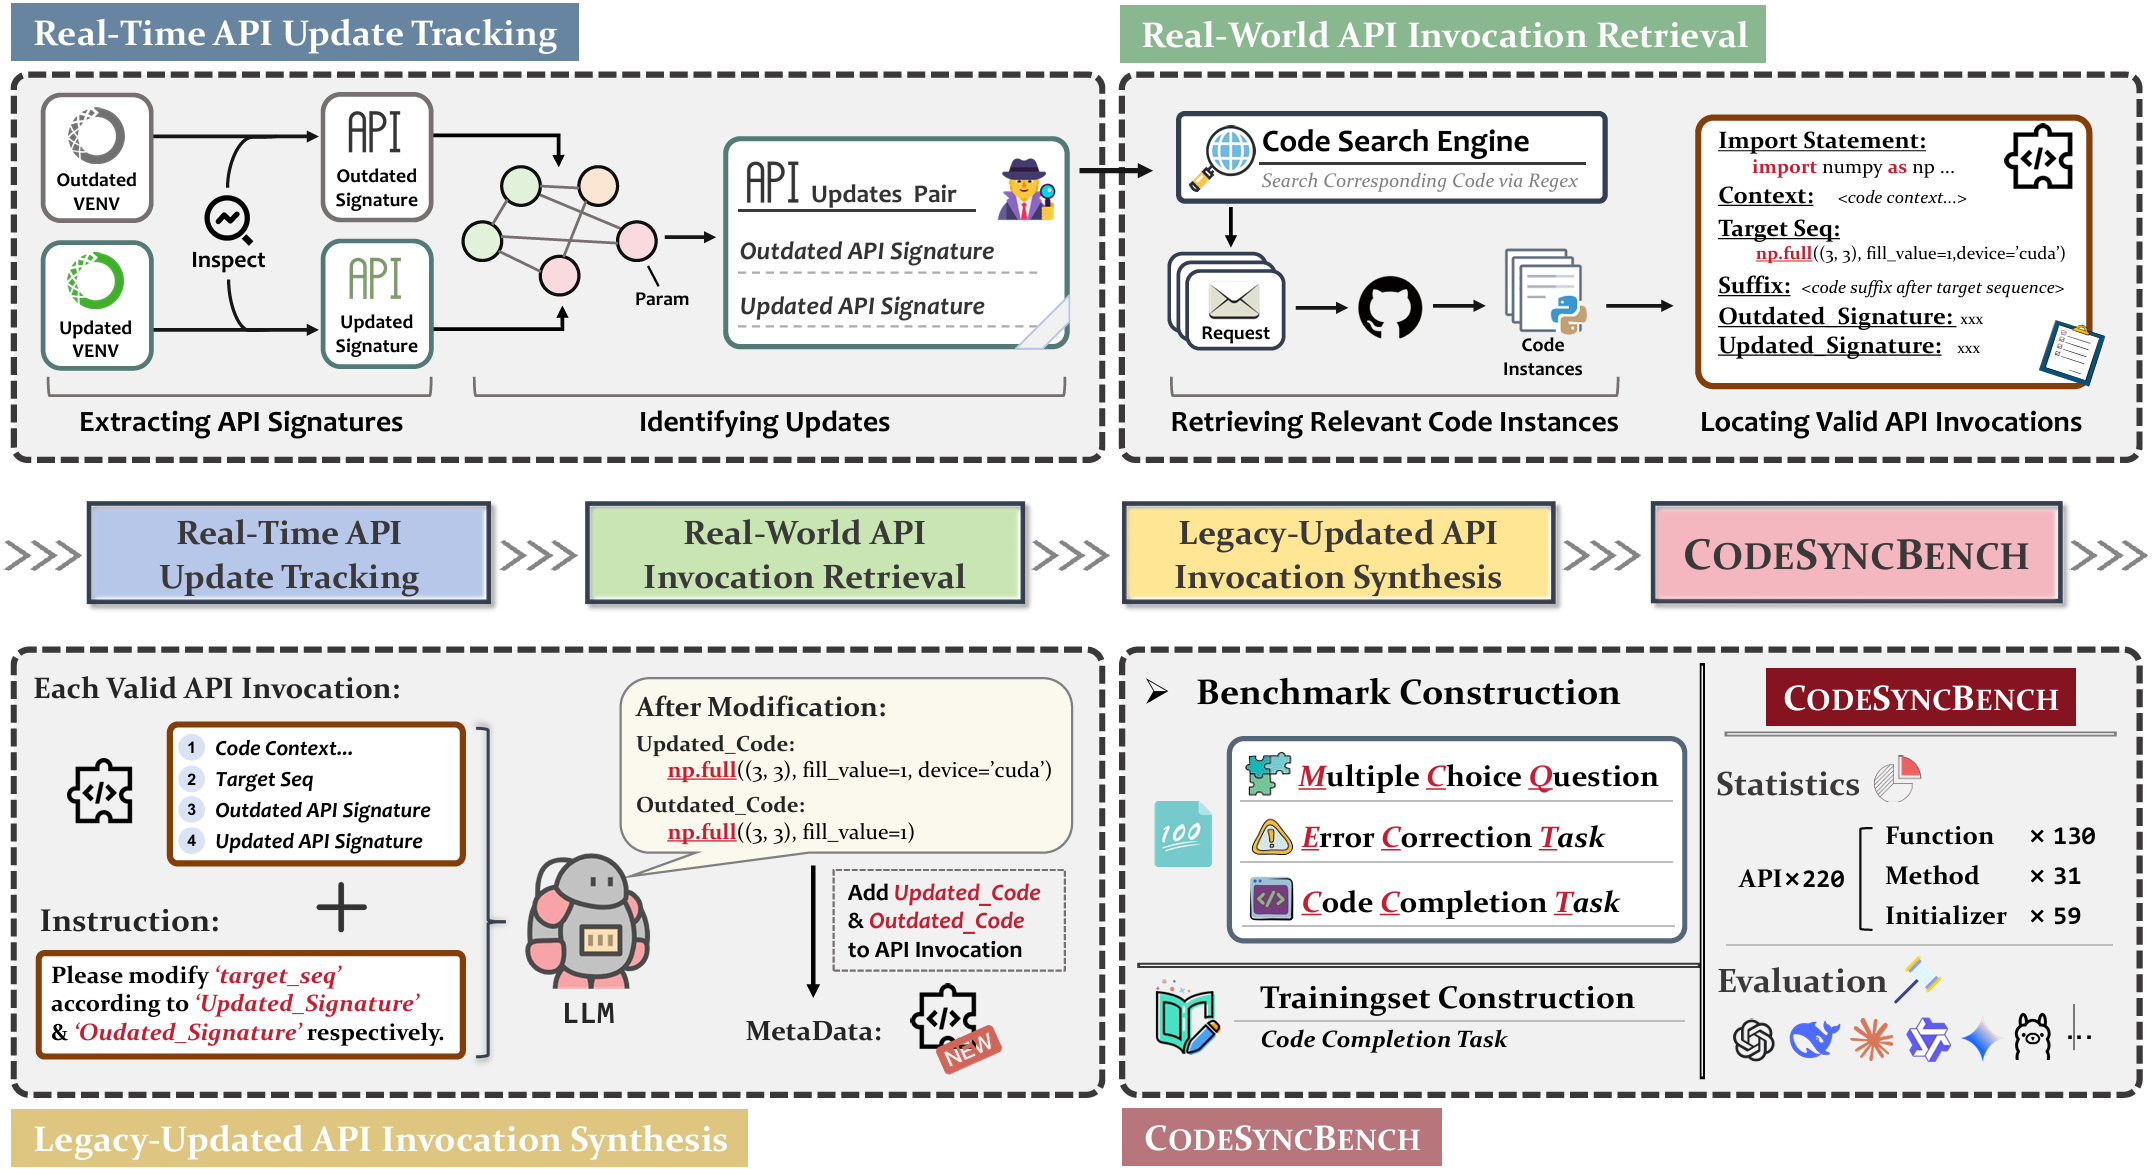 Real-Time API Update Tracking
Outdated
VENV
Updated
VENV
Inspect
API
Outdated
Signature
API
Updated
Signature
Param
API Updates Pair
Outdated API Signature
Updated API Signature
Extracting API Signatures
Identifying Updates
Real-World API Invocation Retrieval
Code Search Engine
Search Corresponding Code via Regex
Request
Code
Instances
Import Statement:
import numpy as np ...
Context: <code context...>
Target Seq:
np.full((3, 3), fill_value=1,device='cuda')
Suffix: <code suffix after target sequence>
Outdated_Signature: xxx
Updated_Signature: xxx
Retrieving Relevant Code Instances
Locating Valid API Invocations
Real-Time API
Update Tracking
Real-World API
Invocation Retrieval
Legacy-Updated API
Invocation Synthesis
CODESYNCBENCH
Each Valid API Invocation:
1 Code Context...
2 Target Seq
3 Outdated API Signature
4 Updated API Signature
Instruction:
Please modify 'target_seq'
according to 'Updated_Signature'
& 'Oudated_Signature' respectively.
LLM
After Modification:
Updated_Code:
np.full((3, 3), fill_value=1, device='cuda')
Outdated_Code:
np.full((3, 3), fill_value=1)
Add Updated_Code
& Outdated_Code
to API Invocation
MetaData:
NEW
Legacy-Updated API Invocation Synthesis
➢ Benchmark Construction
100
Multiple Choice Question
Error Correction Task
Code Completion Task
Trainingset Construction
Code Completion Task
CODESYNCBENCH
Statistics
API×220
Function × 130
Method × 31
Initializer × 59
Evaluation
...
CODESYNCBENCH